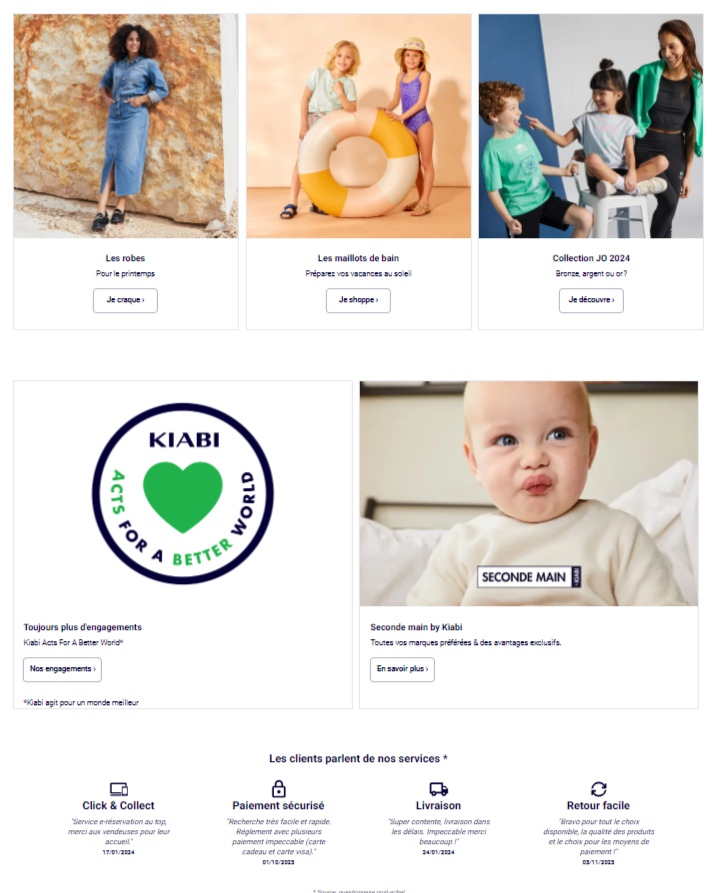 Les robes
Pour le printemps
Je craque ›
Les maillots de bain
Préparez vos vacances au soleil
Je shoppe ›
Collection JO 2024
Bronze, argent ou or ?
Je découvre ›
KIABI
ACTS FOR A BETTER WORLD
Toujours plus d'engagements
Kiabi Acts For A Better World*
Nos engagements ›
*Kiabi agit pour un monde meilleur
SECONDE MAIN
KIABI
Seconde main by Kiabi
Toutes vos marques préférées & des avantages exclusifs.
En savoir plus ›
Les clients parlent de nos services *
Click & Collect
"Service e-réservation au top,
merci aux vendeuses pour leur
accueil."
17/01/2024
Paiement sécurisé
"Recherche très facile et rapide.
Réglement avec plusieurs
paiement impeccable (carte
cadeau et carte visa)."
01/10/2023
Livraison
"Super contente, livraison dans
les délais. Impeccable merci
beaucoup !"
24/01/2024
Retour facile
"Bravo pour tout le choix
disponible, la qualité des produits
et le choix pour les moyens de
paiement !"
03/11/2023
* Source: questionnaire post-achat